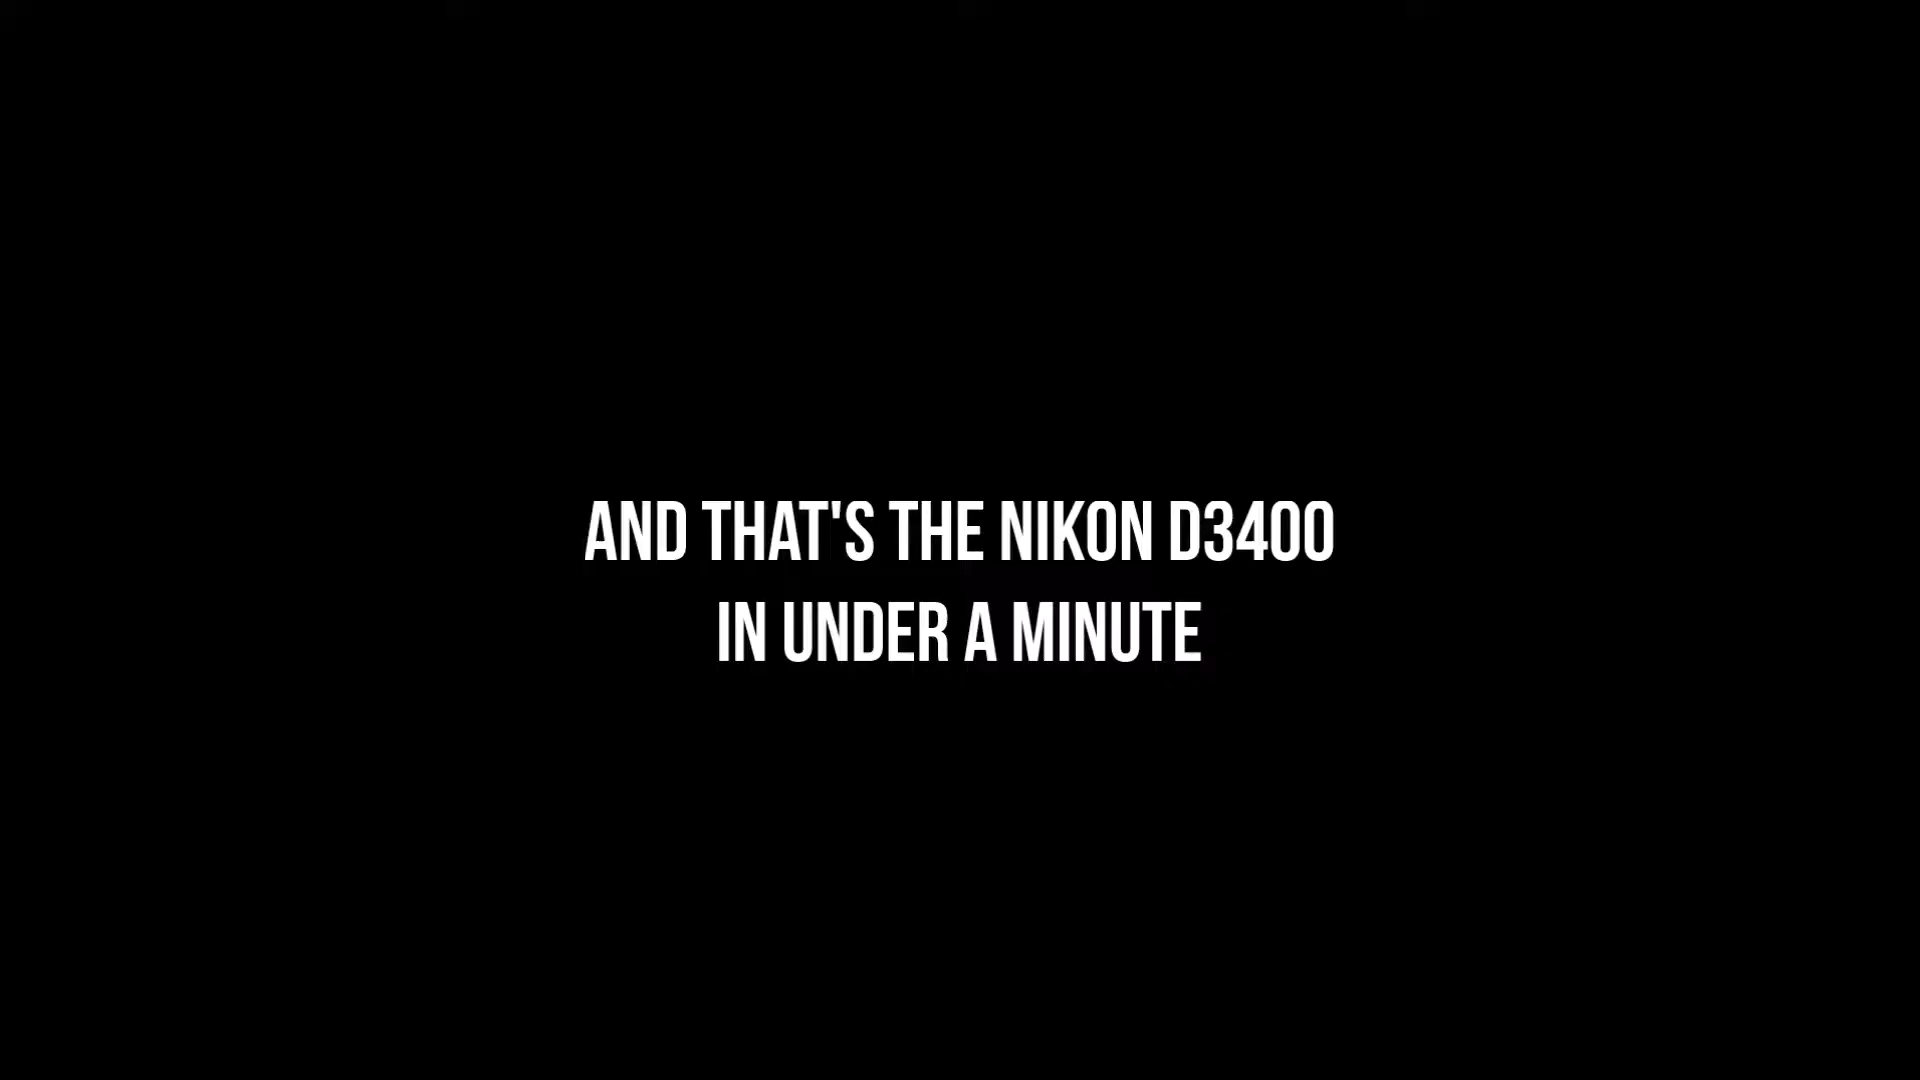 AND THAT'S THE NIKON D3400
IN UNDER A MINUTE